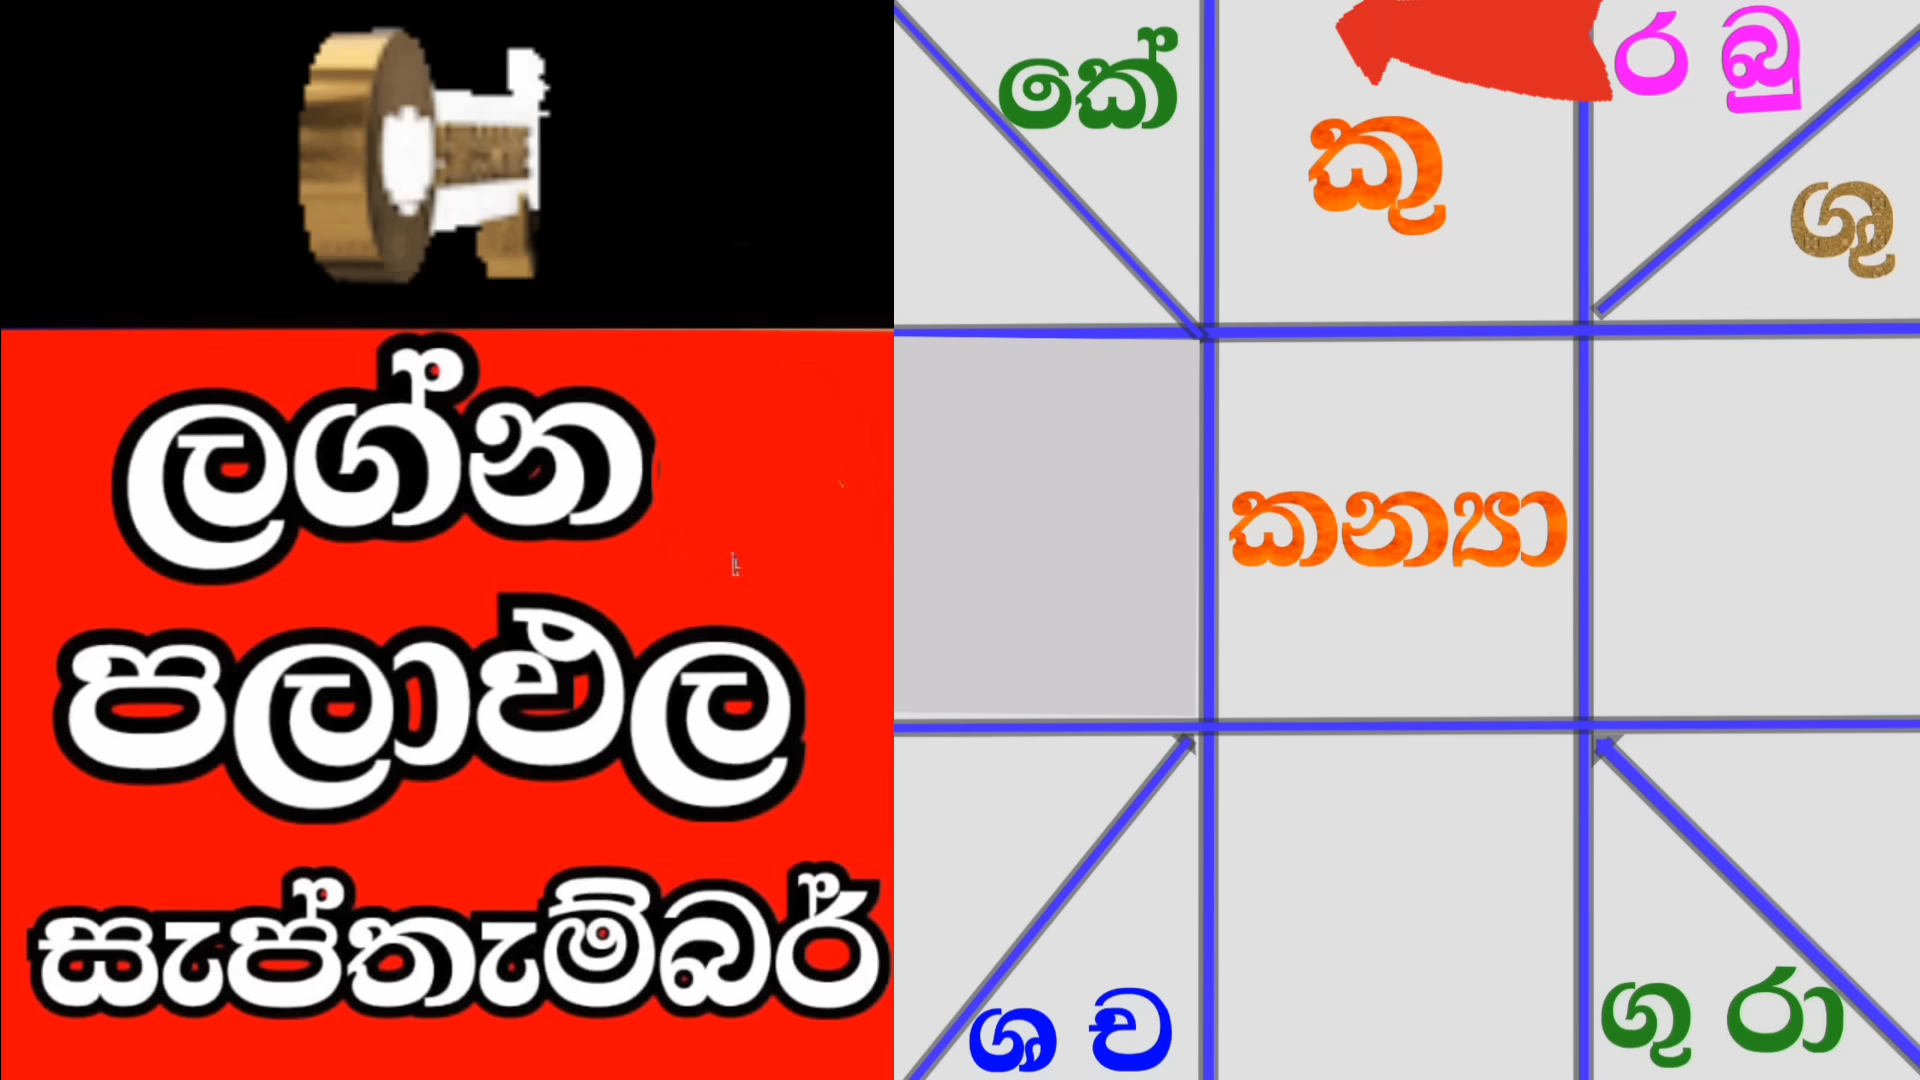 ලග්න
පලාඵල
සැප්තැම්බර්
කේ
ර බු
කු
ශු
කන්‍යා
ශ ච
ගු රා